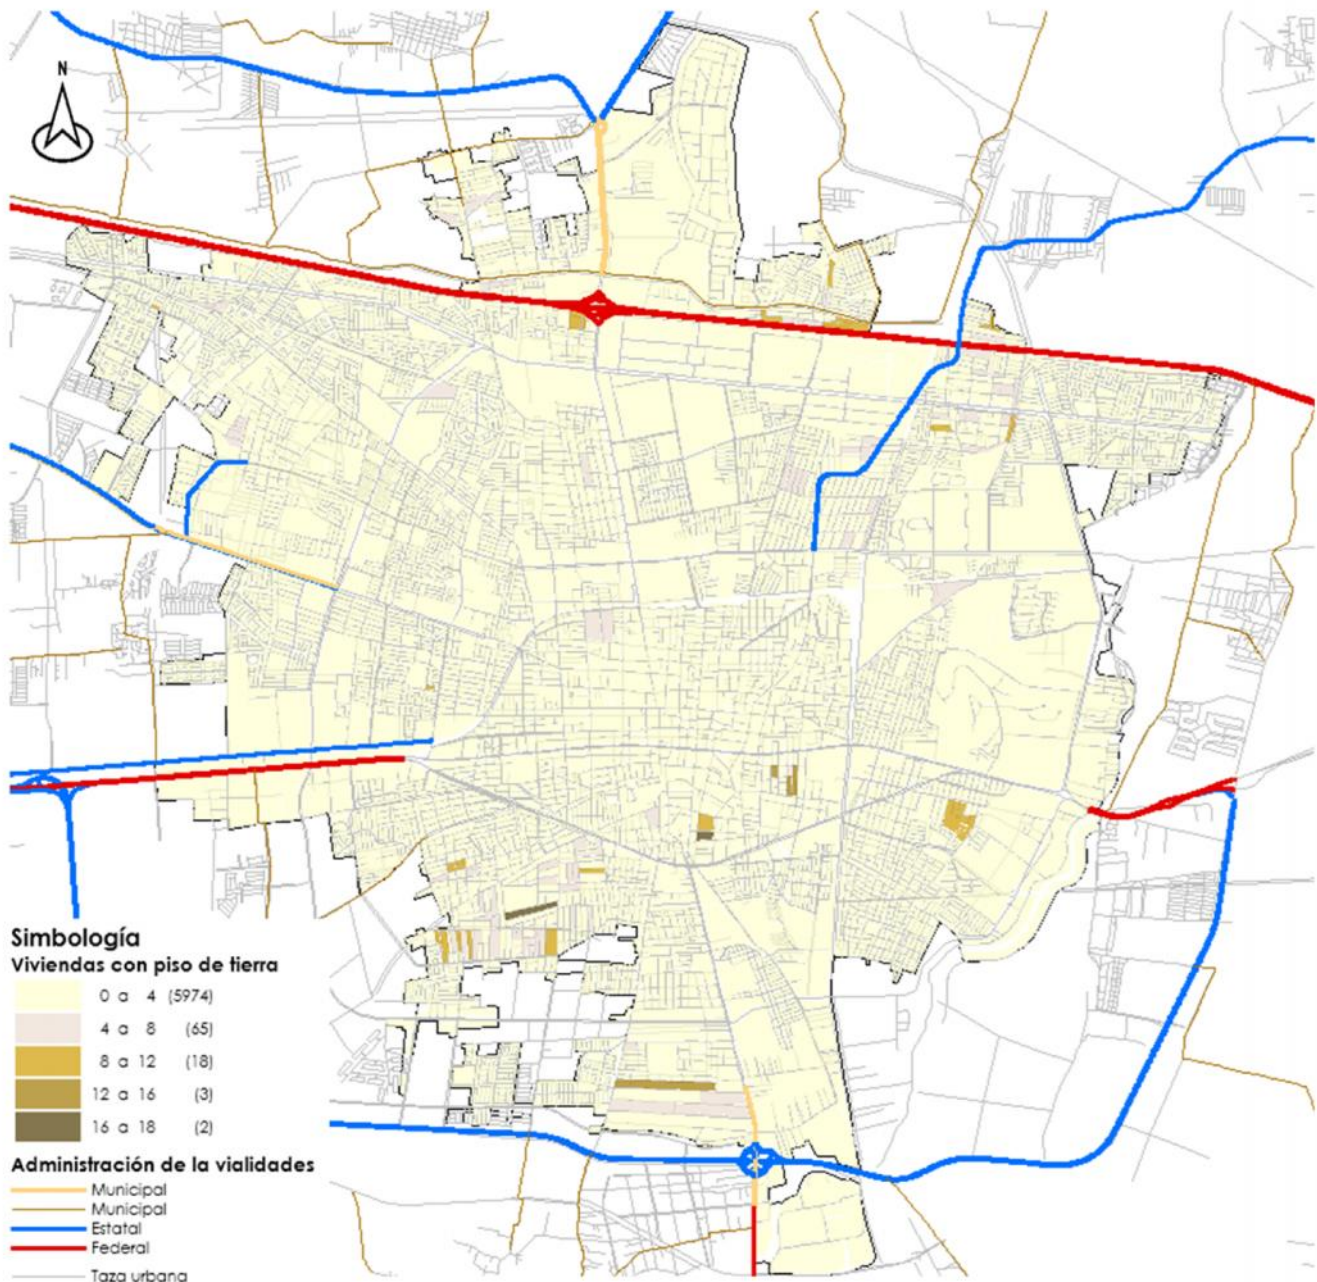 N
Simbología
Viviendas con piso de tierra
0 a 4 (5974)
4 a 8 (65)
8 a 12 (18)
12 a 16 (3)
16 a 18 (2)
Administración de la vialidades
Municipal
Municipal
Estatal
Federal
Taza urbana